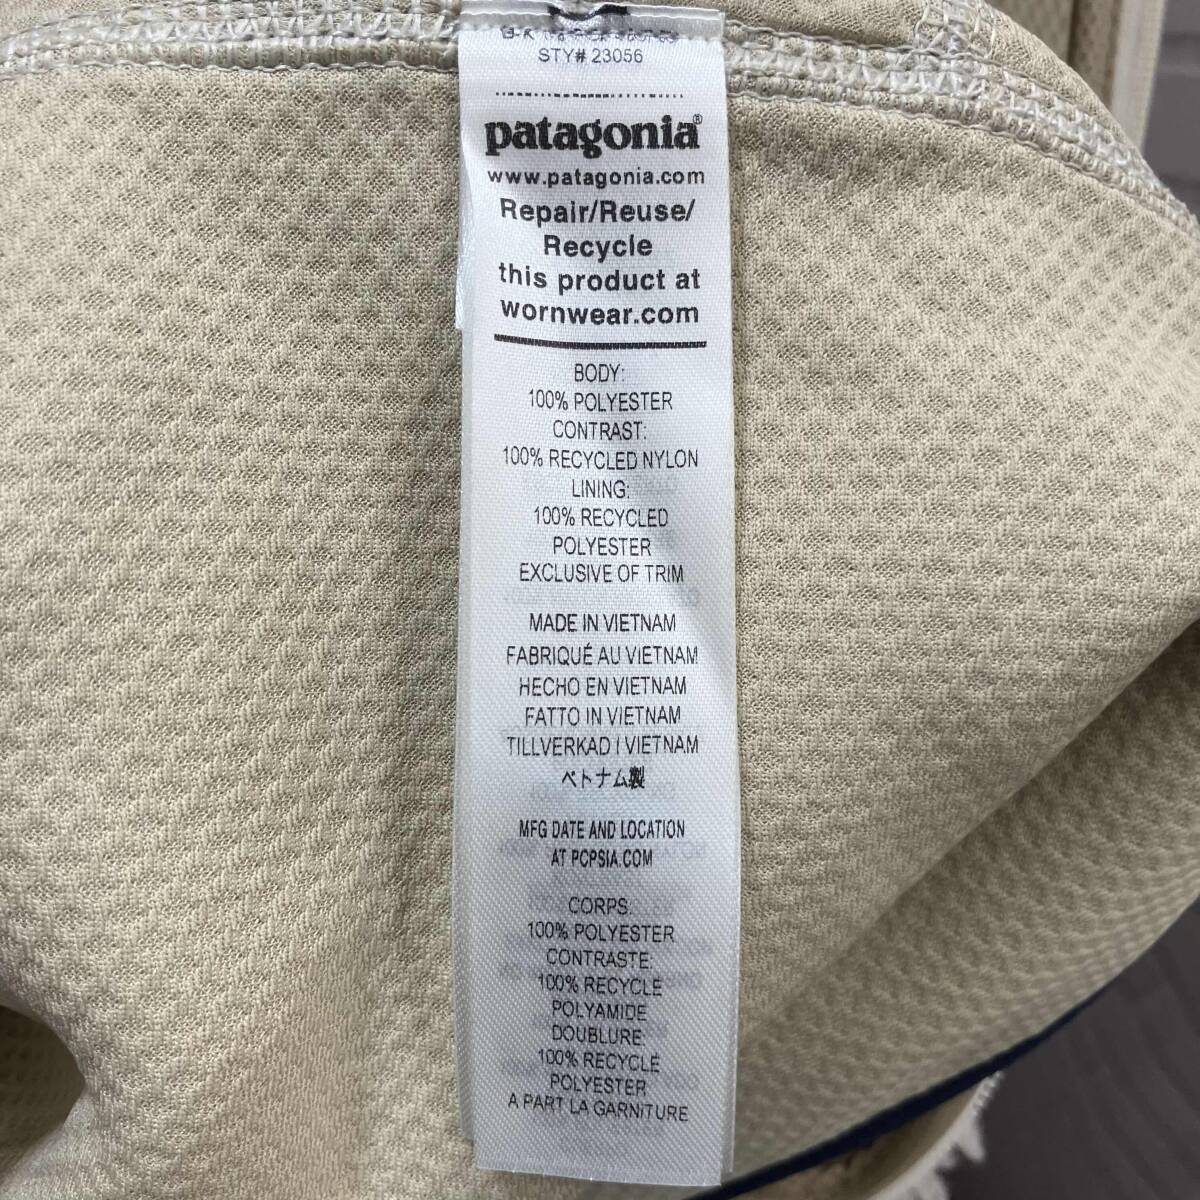 STY# 23056
patagonia®
www.patagonia.com
Repair/Reuse/
Recycle
this product at
wornwear.com
BODY:
100% POLYESTER
CONTRAST:
100% RECYCLED NYLON
LINING:
100% RECYCLED
POLYESTER
EXCLUSIVE OF TRIM
MADE IN VIETNAM
FABRIQUÉ AU VIETNAM
HECHO EN VIETNAM
FATTO IN VIETNAM
TILLVERKAD I VIETNAM
ベトナム製
MFG DATE AND LOCATION
AT PCPSIA.COM
CORPS:
100% POLYESTER
CONTRASTE:
100% RECYCLÉ
POLYAMIDE
DOUBLURE:
100% RECYCLÉ
POLYESTER
A PART LA GARNITURE